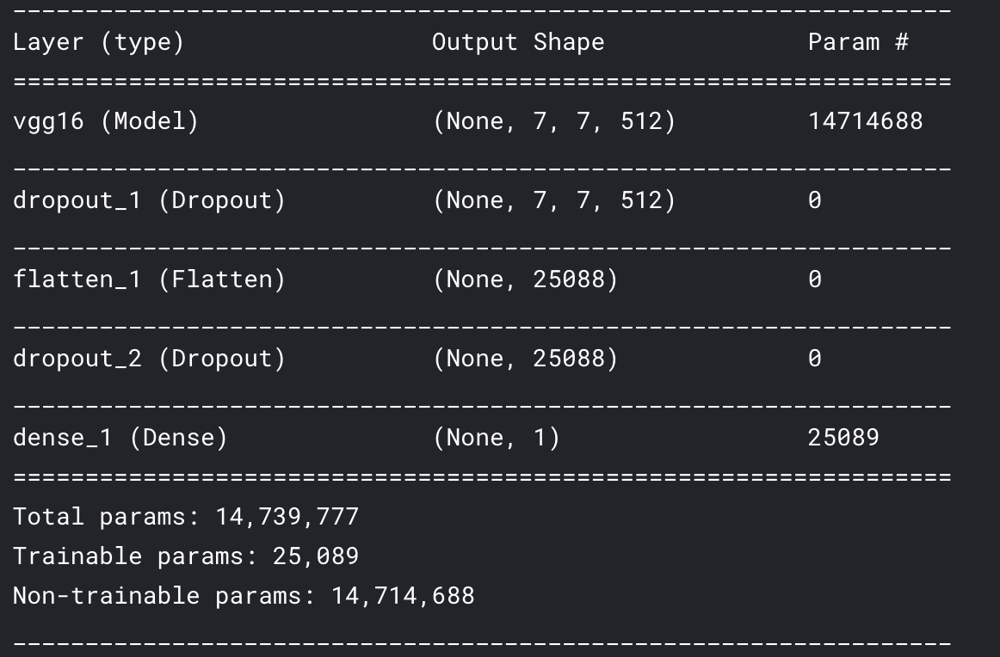 _________________________________________________________________
Layer (type)                 Output Shape              Param #
=================================================================
vgg16 (Model)                (None, 7, 7, 512)         14714688
_________________________________________________________________
dropout_1 (Dropout)          (None, 7, 7, 512)         0
_________________________________________________________________
flatten_1 (Flatten)          (None, 25088)             0
_________________________________________________________________
dropout_2 (Dropout)          (None, 25088)             0
_________________________________________________________________
dense_1 (Dense)              (None, 1)                 25089
=================================================================
Total params: 14,739,777
Trainable params: 25,089
Non-trainable params: 14,714,688
_________________________________________________________________